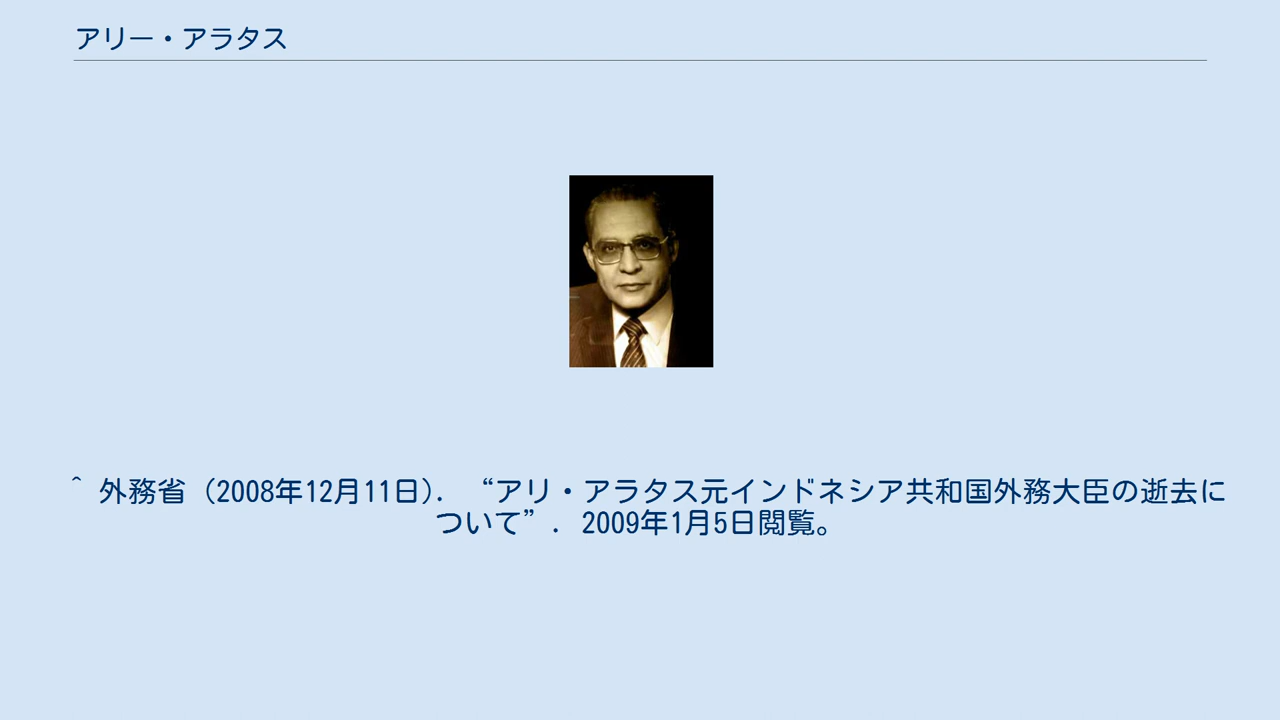 アリー・アラタス
^ 外務省 (2008年12月11日). “アリ・アラタス元インドネシア共和国外務大臣の逝去に
ついて”. 2009年1月5日閲覧。